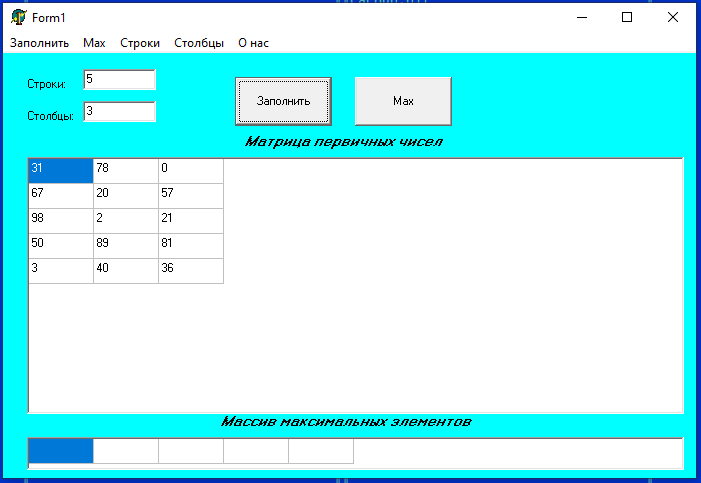 Form1
Заполнить Max Строки Столбцы О нас
Строки: 5
Столбцы: 3
Заполнить Max
Матрица первичных чисел
31 78 0
67 20 57
98 2 21
50 89 81
3 40 36
Массив максимальных элементов